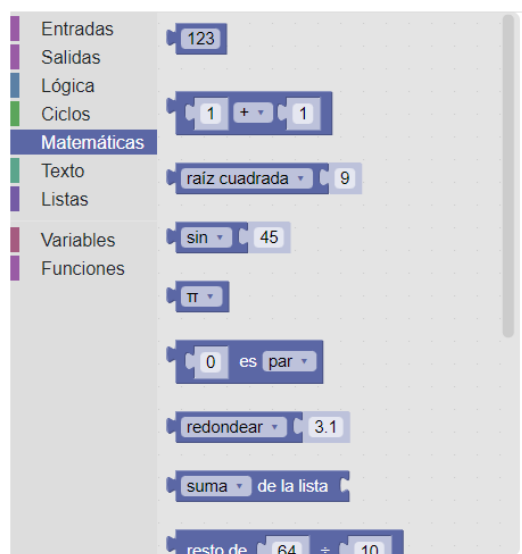 Entradas
Salidas
Lógica
Ciclos
Matemáticas
Texto
Listas
Variables
Funciones
123
1 + 1
raíz cuadrada 9
sin 45
π
0 es par
redondear 3.1
suma de la lista
resto de 64 ÷ 10